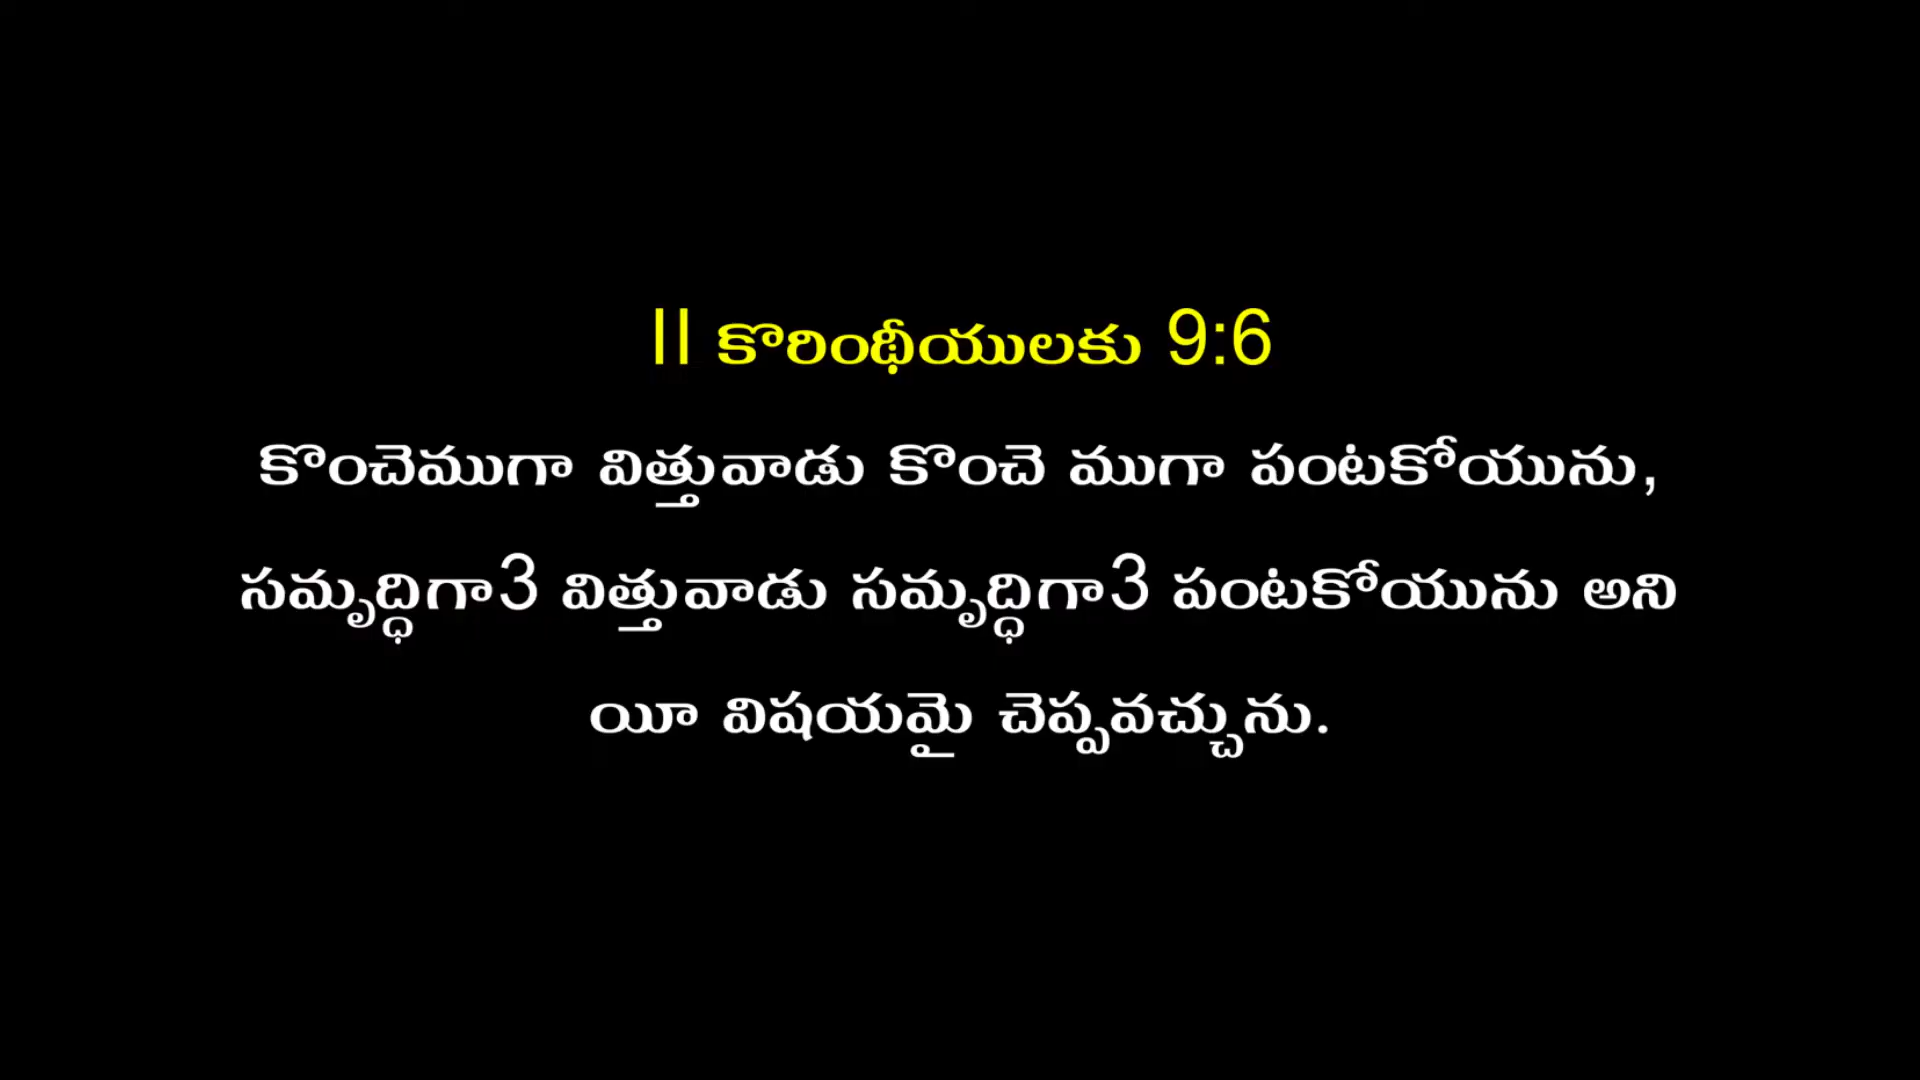 II కొరింథీయులకు 9:6
కొంచెముగా విత్తువాడు కొంచె ముగా పంటకోయును,
సమృద్ధిగా3 విత్తువాడు సమృద్ధిగా3 పంటకోయును అని
యీ విషయమై చెప్పవచ్చును.